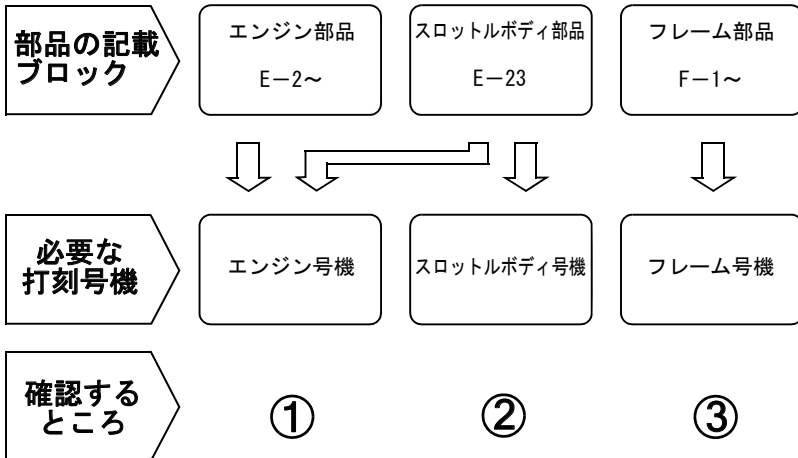 部品の記載
ブロック
エンジン部品
E－2～
スロットルボディ部品
E－23
フレーム部品
F－1～
必要な
打刻号機
エンジン号機
スロットルボディ号機
フレーム号機
確認する
ところ
①
②
③